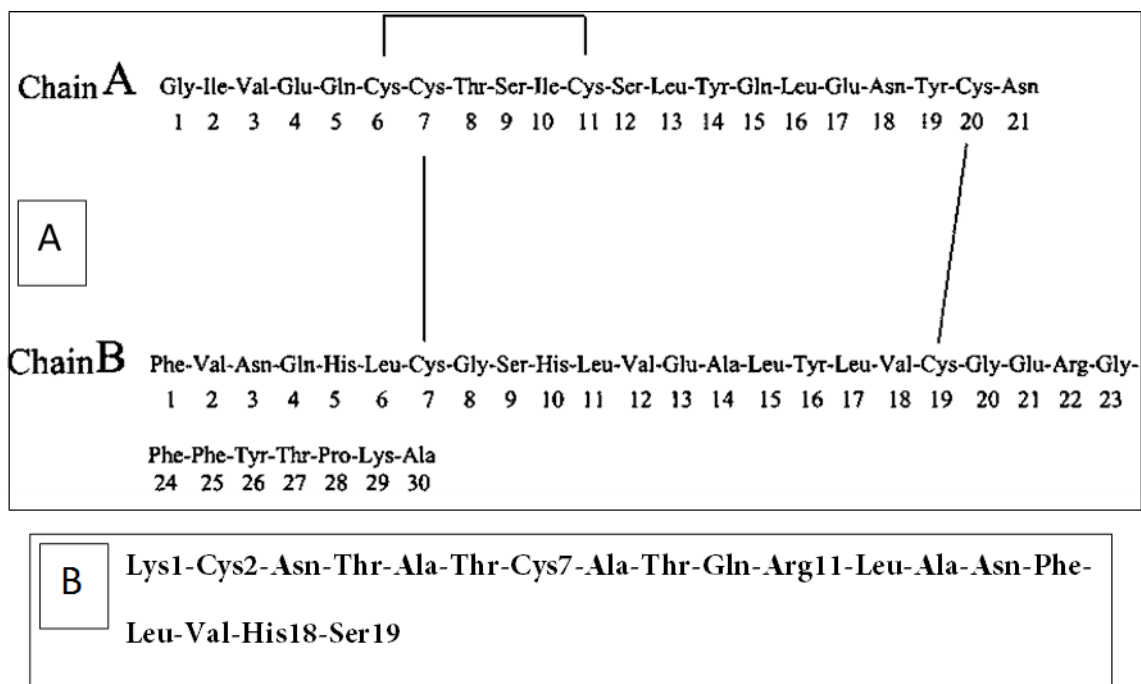 Chain A Gly-Ile-Val-Glu-Gln-Cys-Cys-Thr-Ser-Ile-Cys-Ser-Leu-Tyr-Gln-Leu-Glu-Asn-Tyr-Cys-Asn
1 2 3 4 5 6 7 8 9 10 11 12 13 14 15 16 17 18 19 20 21
A
Chain B Phe-Val-Asn-Gln-His-Leu-Cys-Gly-Ser-His-Leu-Val-Glu-Ala-Leu-Tyr-Leu-Val-Cys-Gly-Glu-Arg-Gly-
1 2 3 4 5 6 7 8 9 10 11 12 13 14 15 16 17 18 19 20 21 22 23
Phe-Phe-Tyr-Thr-Pro-Lys-Ala
24 25 26 27 28 29 30
B Lys1-Cys2-Asn-Thr-Ala-Thr-Cys7-Ala-Thr-Gln-Arg11-Leu-Ala-Asn-Phe-
Leu-Val-His18-Ser19